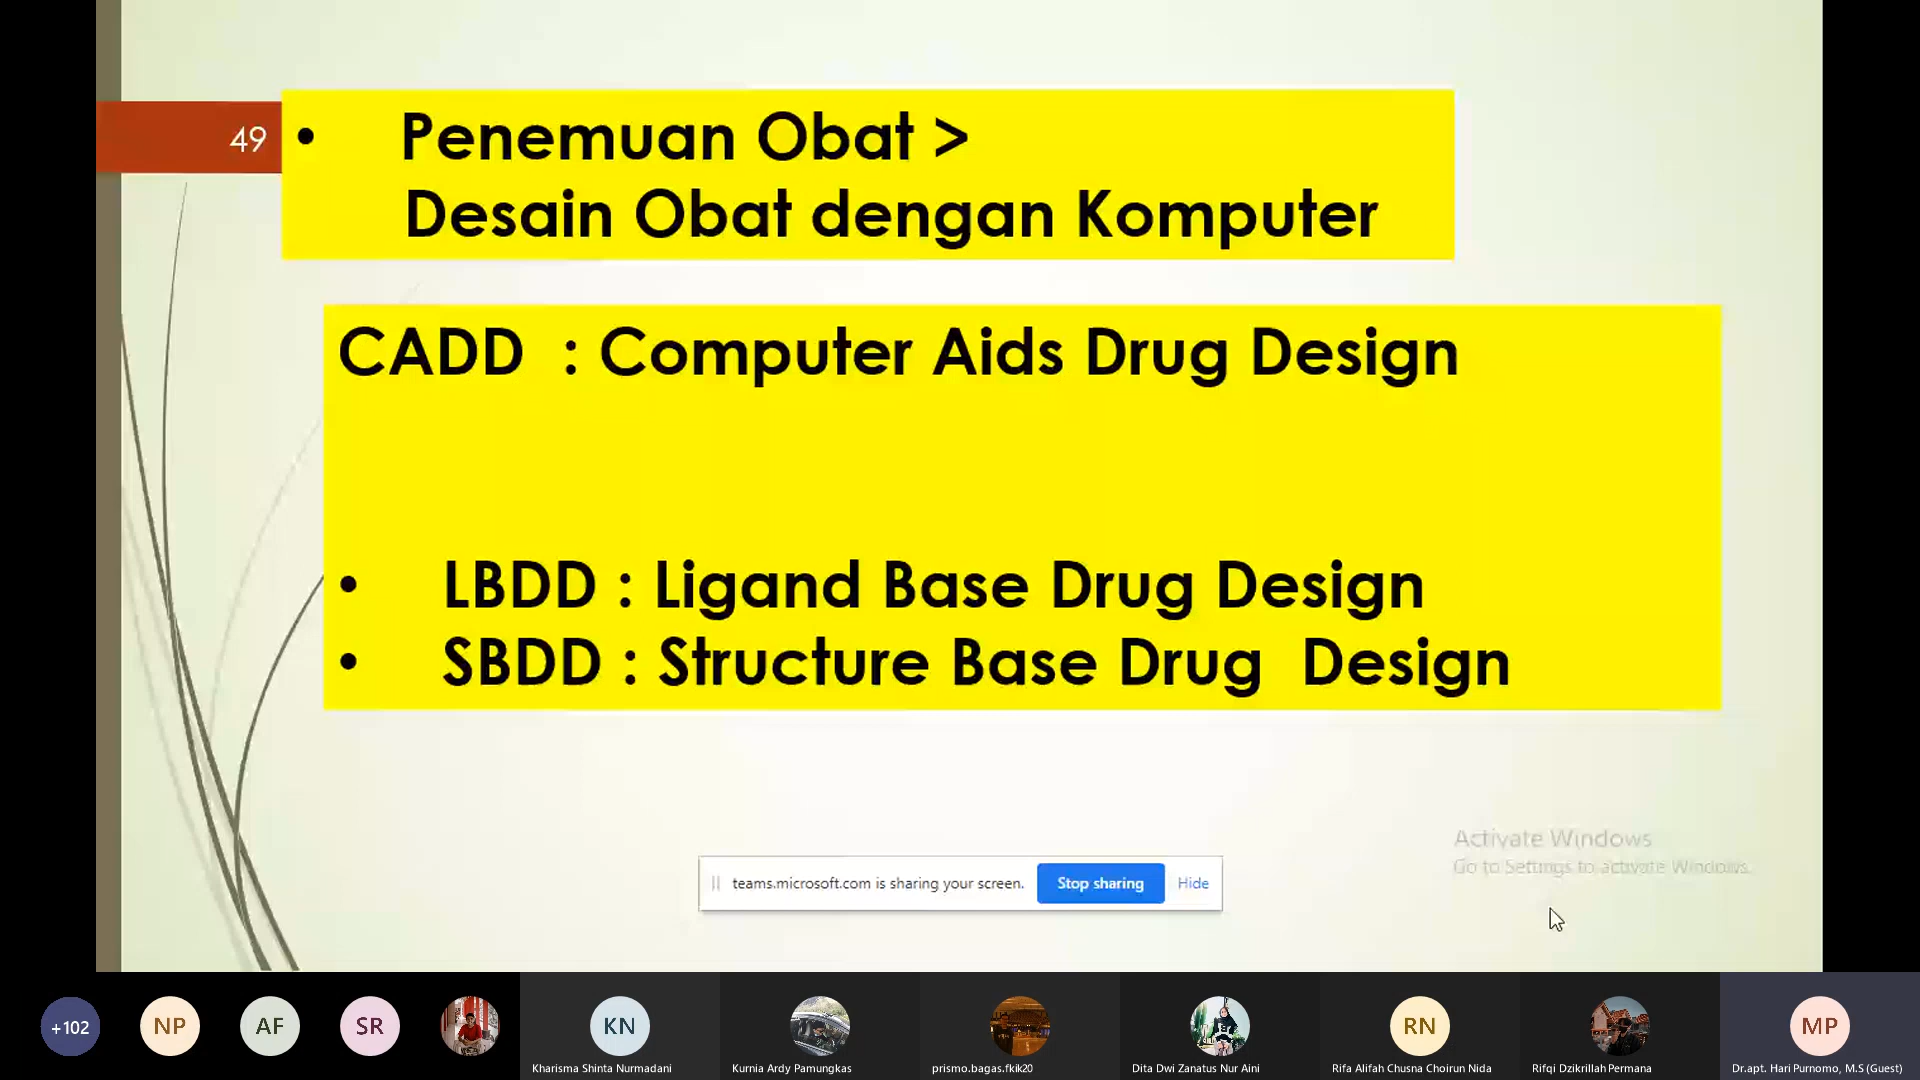 49
• Penemuan Obat >
Desain Obat dengan Komputer
CADD : Computer Aids Drug Design
• LBDD : Ligand Base Drug Design
• SBDD : Structure Base Drug Design
Activate Windows
Go to Settings to activate Windows.
teams.microsoft.com is sharing your screen. Stop sharing Hide
+102 NP AF SR KN RN MP
Kharisma Shinta Nurmadani Kurnia Ardy Pamungkas prismo.bagas.fkik20 Dita Dwi Zanatus Nur Aini Rifa Alifah Chusna Choirun Nida Rifqi Dzikrillah Permana Dr.apt. Hari Purnomo, M.S (Guest)